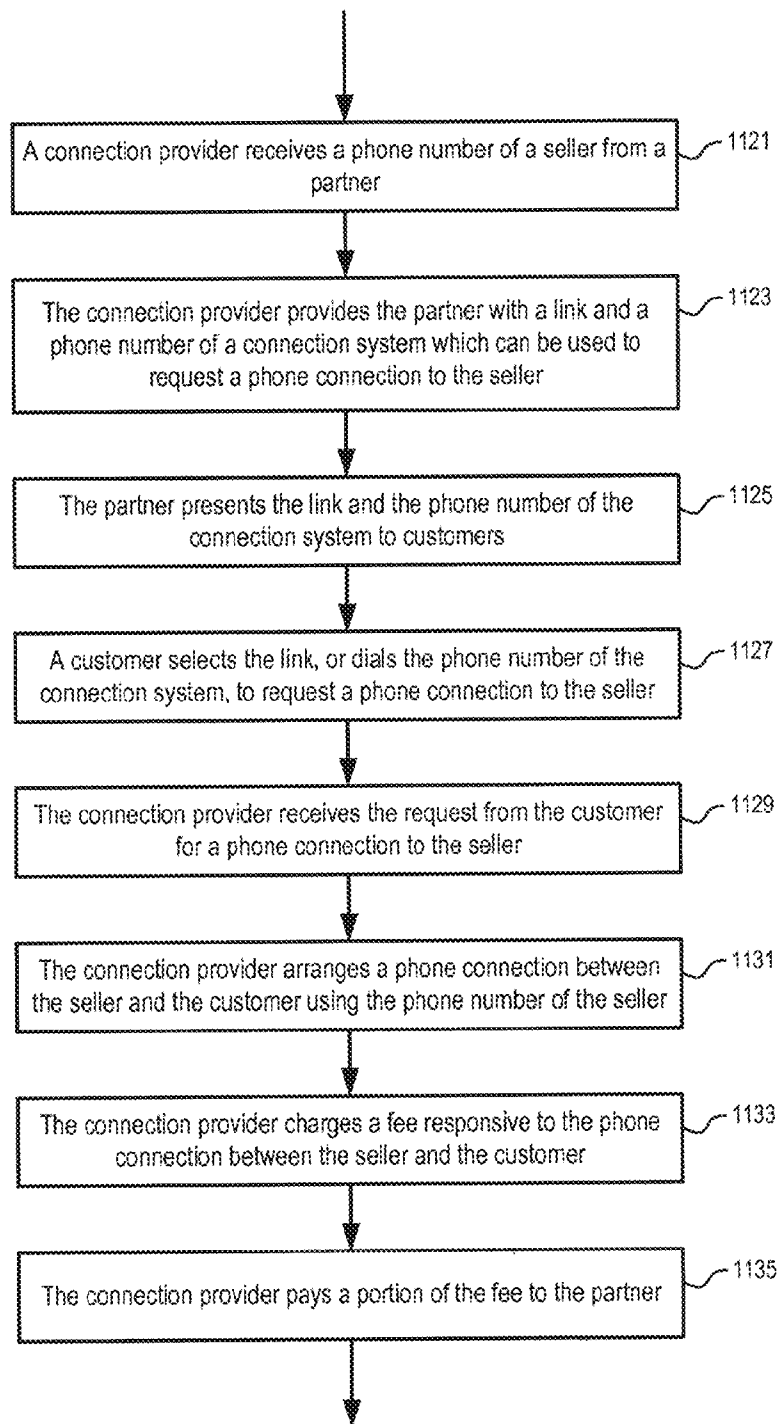 A connection provider receives a phone number of a seller from a
partner
1121
The connection provider provides the partner with a link and a
phone number of a connection system which can be used to
request a phone connection to the seller
1123
The partner presents the link and the phone number of the
connection system to customers
1125
A customer selects the link, or dials the phone number of the
connection system, to request a phone connection to the seller
1127
The connection provider receives the request from the customer
for a phone connection to the seller
1129
The connection provider arranges a phone connection between
the seller and the customer using the phone number of the seller
1131
The connection provider charges a fee responsive to the phone
connection between the seller and the customer
1133
The connection provider pays a portion of the fee to the partner
1135